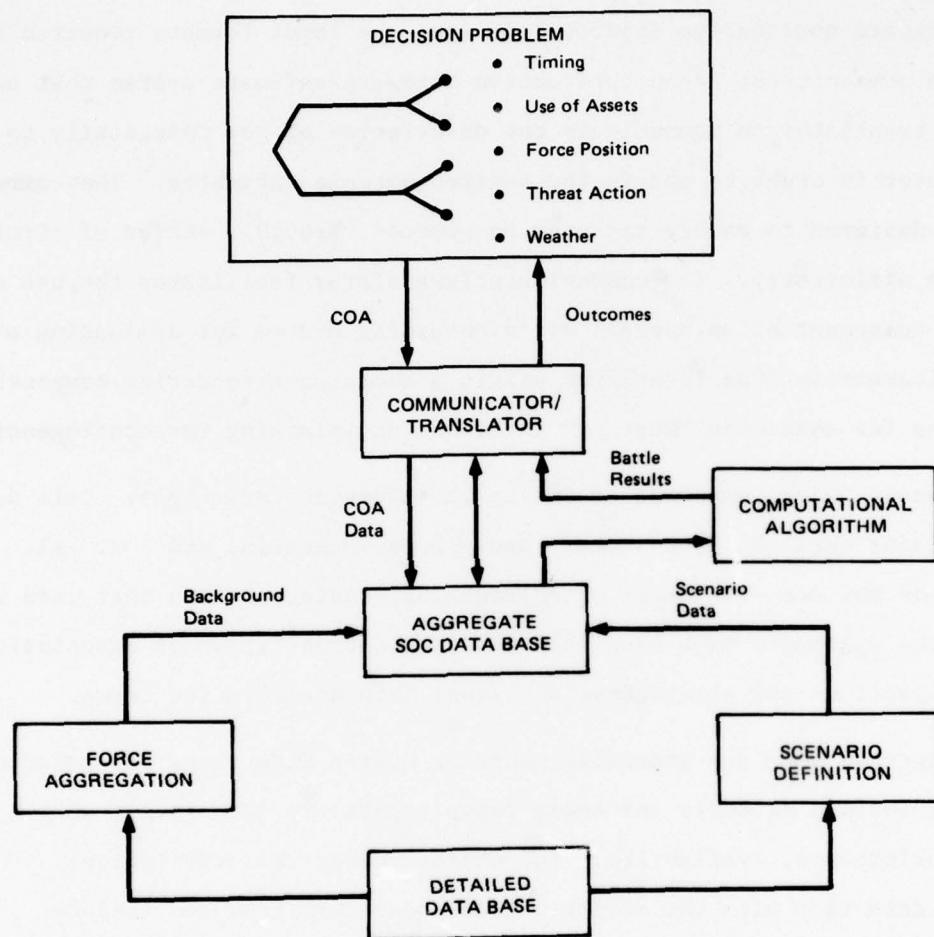 DECISION PROBLEM
• Timing
• Use of Assets
• Force Position
• Threat Action
• Weather
COA
Outcomes
COMMUNICATOR/
TRANSLATOR
Battle
Results
COMPUTATIONAL
ALGORITHM
COA
Data
Background
Data
Scenario
Data
AGGREGATE
SOC DATA BASE
FORCE
AGGREGATION
SCENARIO
DEFINITION
DETAILED
DATA BASE